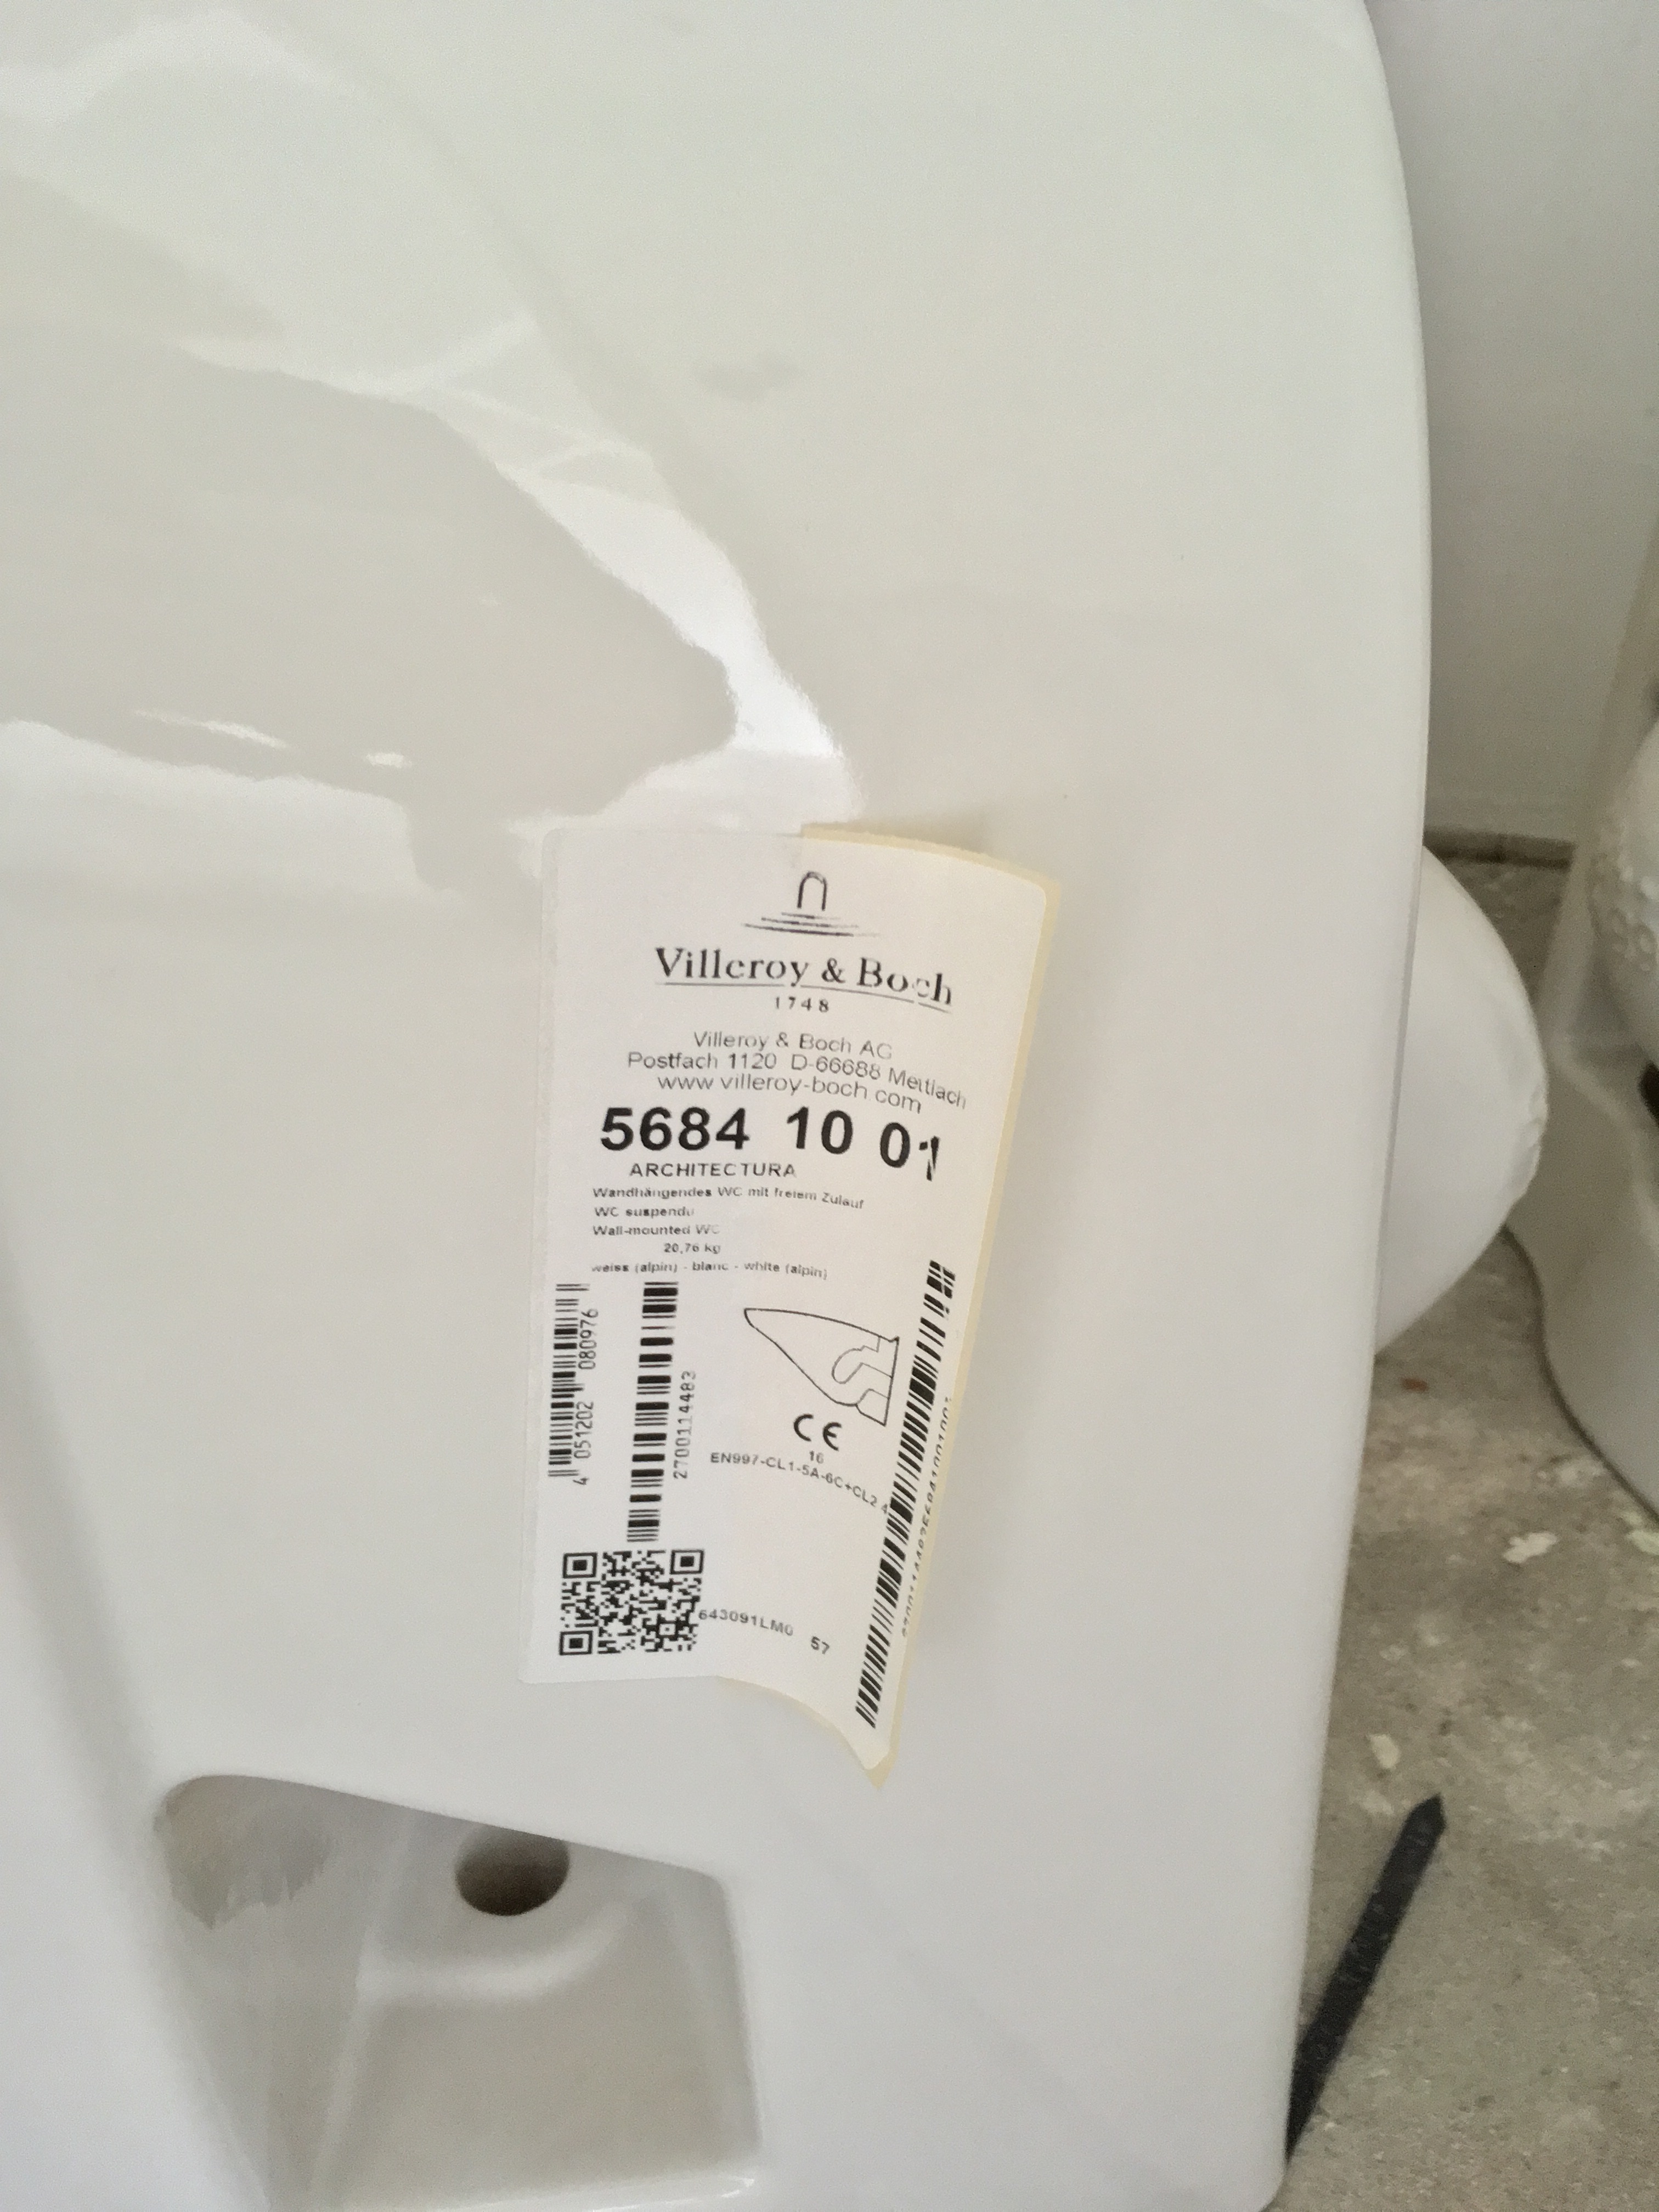 Villeroy & Boch
1748
Villeroy & Boch AG
Postfach 1120 D-66688 Mettlach
www.villeroy-boch.com
5684 10 01
ARCHITECTURA
Wandhängendes WC mit freiem Zulauf
WC suspendu
Wall-mounted WC
20,76 kg
weiss (alpin) - blanc - white (alpin)
4 051202 080976
2700114483
CE
16
EN997-CL1-5A-6C+CL2
643091LM0 57